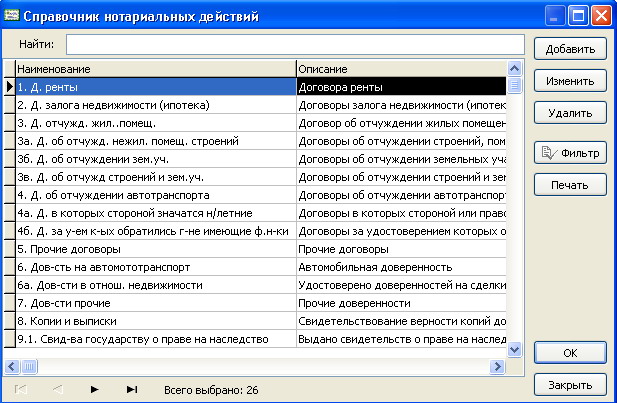 Справочник нотариальных действий
Найти:
Добавить
Наименование Описание
Изменить
1. Д. ренты Договора ренты
2. Д. залога недвижимости (ипотека) Договоры залога недвижимости (ипотек
Удалить
3. Д. отчужд. жил..помещ. Договор об отчуждении жилых помещен
3а. Д. об отчужд. нежил. помещ. строений Договоры об отчуждении строений, пом
3б. Д. об отчуждении зем.уч. Договоры об отчуждении земельных уча
Фильтр
3в. Д. об отчужд строений и зем.уч. Договоры об отчуждении строений и зем
Печать
4. Д. об отчуждении автотранспорта Договоры об отчуждении автотранспорт
4а. Д. в которых стороной значатся н/летние Договоры в которых стороной или право
4б. Д. за у-ем к-ых обратились г-не имеющие ф.н-ки Договоры за удостоверением которых о
5. Прочие договоры Прочие договоры
6. Дов-сть на автомототранспорт Автомобильная доверенность
6а. Дов-сти в отнош. недвижимости Удостоверено доверенностей на сделки
7. Дов-сти прочие Прочие доверенности
8. Копии и выписки Свидетельствование верности копий до
9.1. Свид-ва государству о праве на наследство Выдано свидетельств о праве на наслед
ОК
Всего выбрано: 26
Закрыть